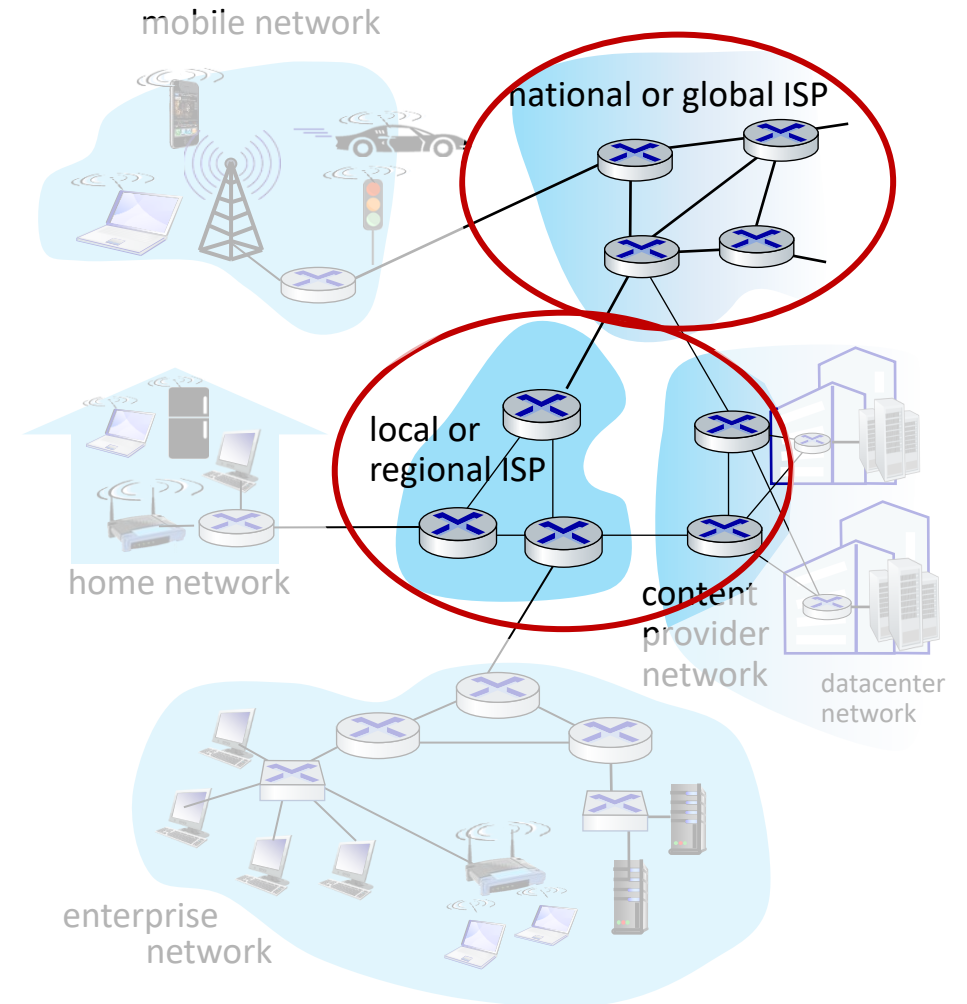 mobile network
national or global ISP
local or
regional ISP
home network
content
provider
network
datacenter
network
enterprise
network